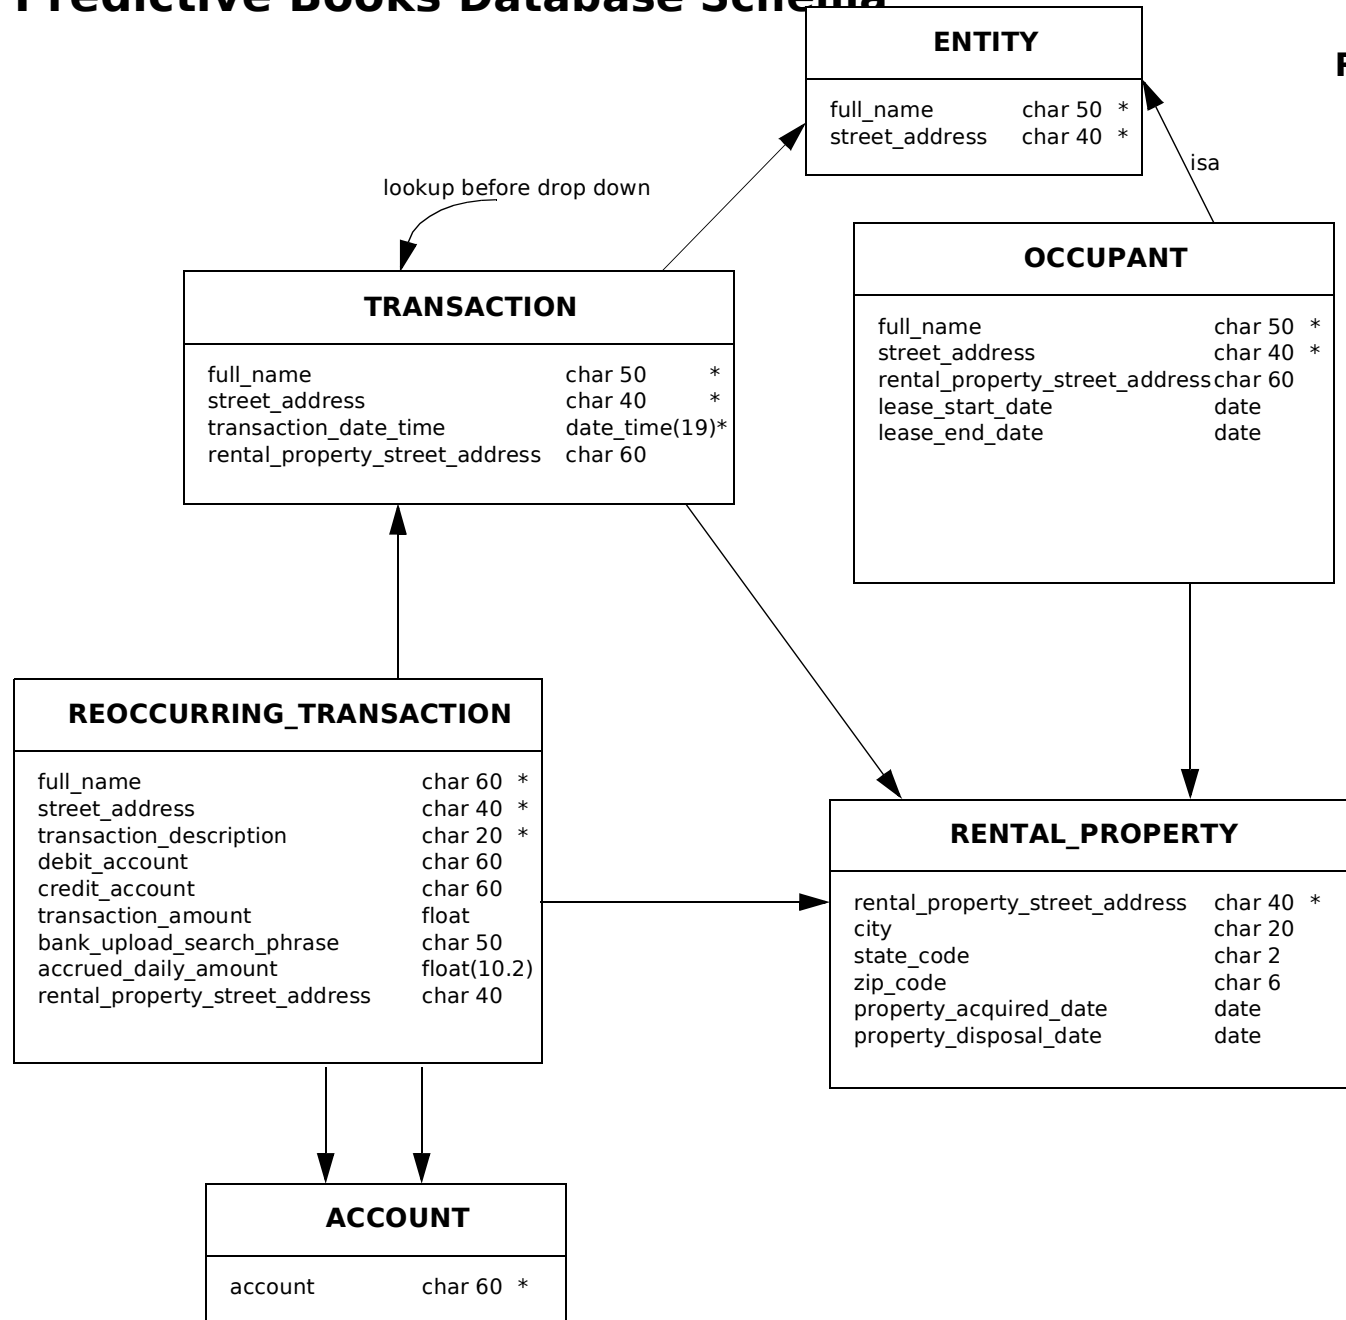 Predictive Books Database Schema
ENTITY
full_name char 50 *
street_address char 40 *
isa
lookup before drop down
OCCUPANT
full_name char 50 *
street_address char 40 *
rental_property_street_address char 60
lease_start_date date
lease_end_date date
TRANSACTION
full_name char 50 *
street_address char 40 *
transaction_date_time date_time(19)*
rental_property_street_address char 60
REOCCURRING_TRANSACTION
full_name char 60 *
street_address char 40 *
transaction_description char 20 *
debit_account char 60
credit_account char 60
transaction_amount float
bank_upload_search_phrase char 50
accrued_daily_amount float(10.2)
rental_property_street_address char 40
RENTAL_PROPERTY
rental_property_street_address char 40 *
city char 20
state_code char 2
zip_code char 6
property_acquired_date date
property_disposal_date date
ACCOUNT
account char 60 *